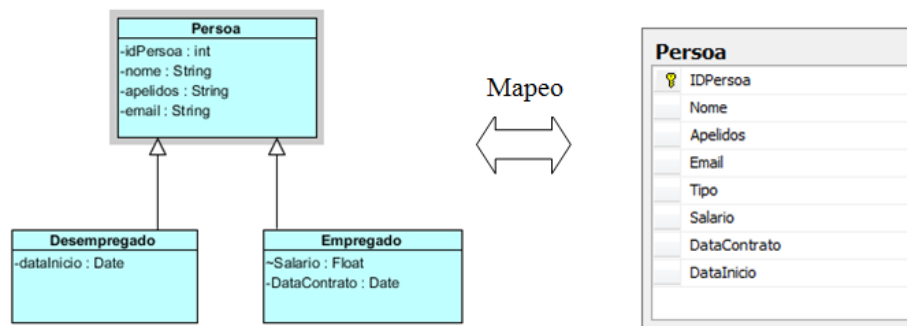 Persoa
-idPersoa : int
-nome : String
-apelidos : String
-email : String
Desempregado
-dataInicio : Date
Empregado
~Salario : Float
-DataContrato : Date
Mapeo
Persoa
IDPersoa
Nome
Apelidos
Email
Tipo
Salario
DataContrato
DataInicio